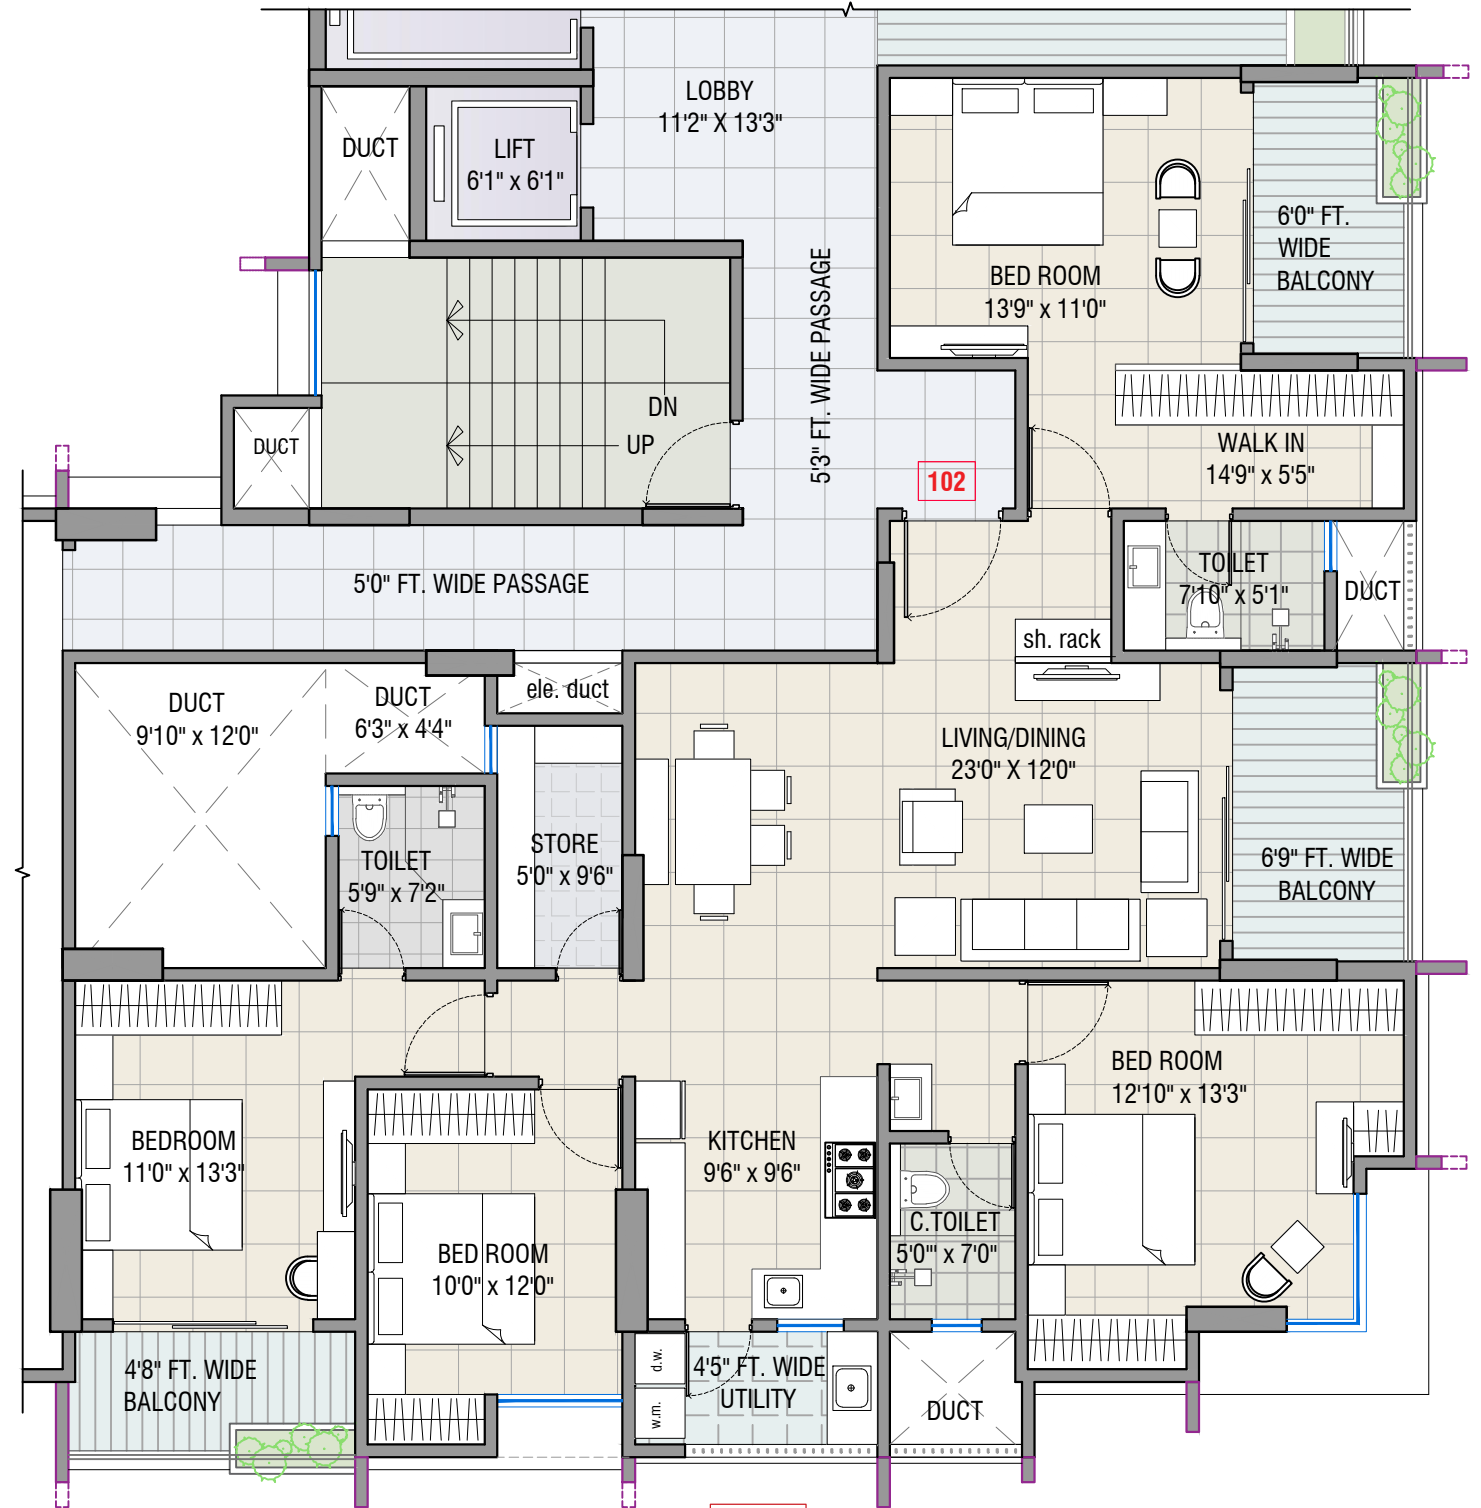 LOBBY
11'2" X 13'3"
DUCT
LIFT
6'1" x 6'1"
6'0" FT.
WIDE
BALCONY
BED ROOM
13'9" x 11'0"
5'3" FT. WIDE PASSAGE
DN
UP
DUCT
WALK IN
14'9" x 5'5"
102
5'0" FT. WIDE PASSAGE
TOILET
7'10" x 5'1"
DUCT
sh. rack
DUCT
9'10" x 12'0"
DUCT
6'3" x 4'4"
ele. duct
LIVING/DINING
23'0" X 12'0"
TOILET
5'9" x 7'2"
STORE
5'0" x 9'6"
6'9" FT. WIDE
BALCONY
BED ROOM
12'10" x 13'3"
BEDROOM
11'0" x 13'3"
KITCHEN
9'6" x 9'6"
C.TOILET
5'0"' x 7'0"
BED ROOM
10'0" x 12'0"
4'8" FT. WIDE
BALCONY
d.w.
w.m.
4'5" FT. WIDE
UTILITY
DUCT